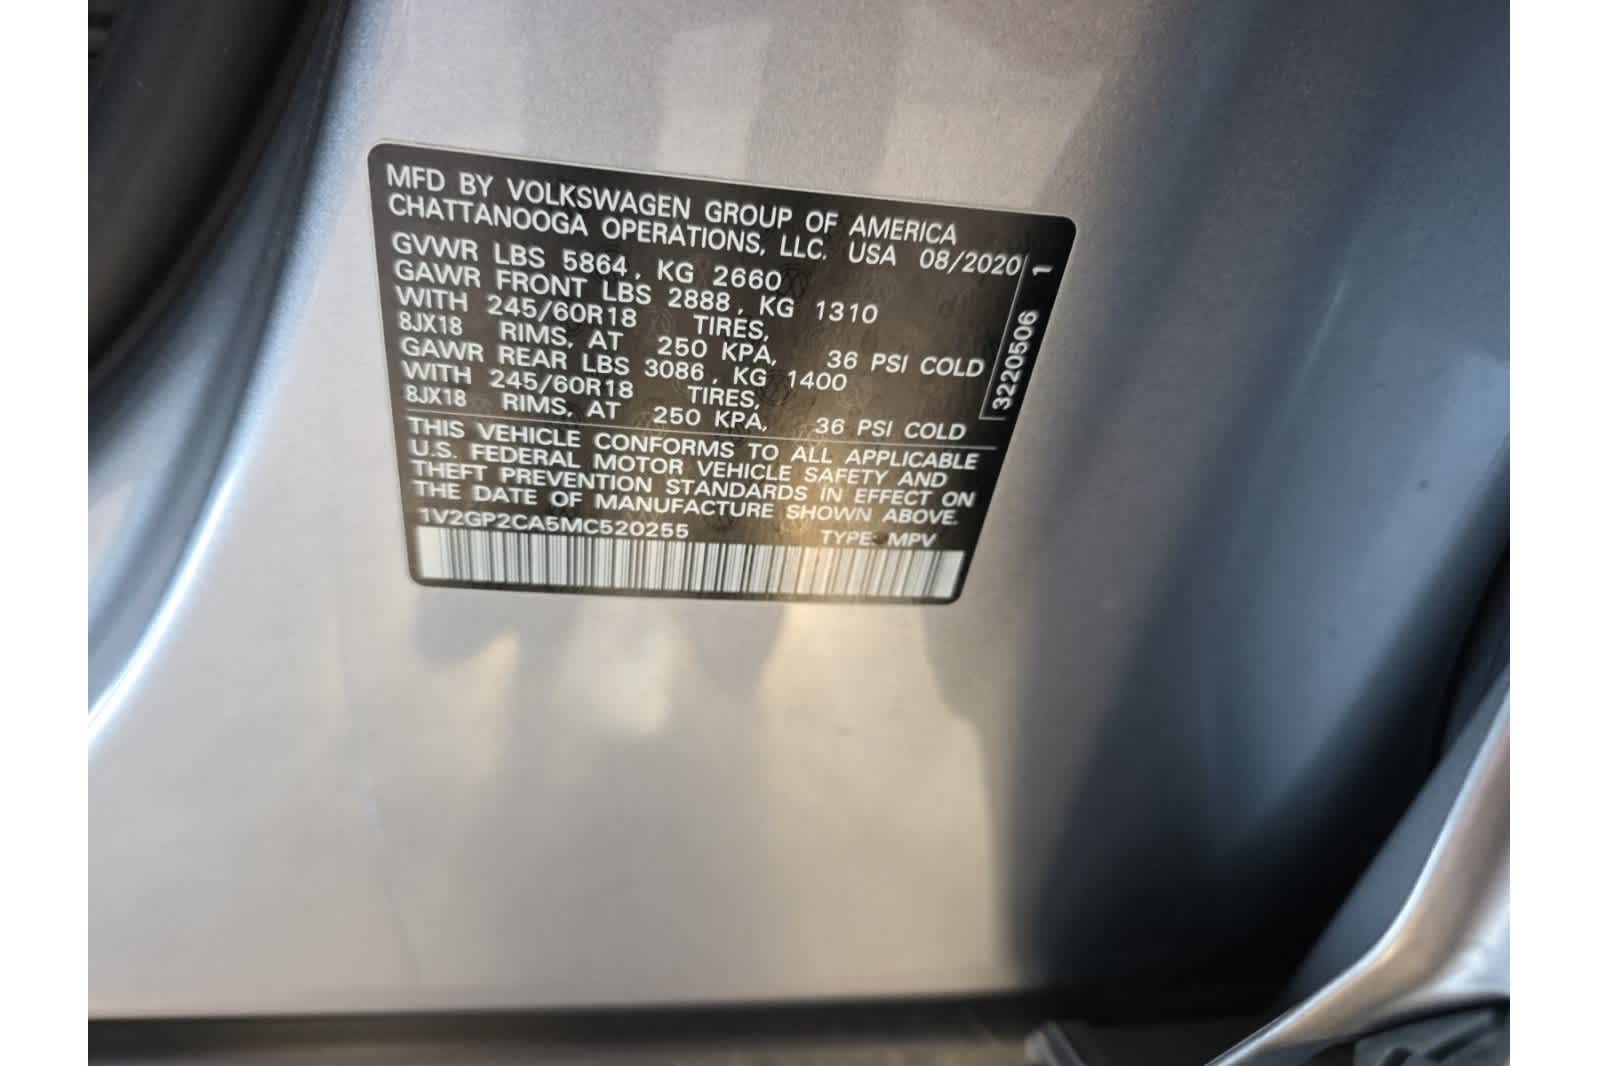 MFD BY VOLKSWAGEN GROUP OF AMERICA
CHATTANOOGA OPERATIONS, LLC. USA 08/2020
GVWR LBS 5864, KG 2660
GAWR FRONT LBS 2888, KG 1310
WITH 245/60R18 TIRES,
8JX18 RIMS, AT 250 KPA, 36 PSI COLD
GAWR REAR LBS 3086, KG 1400
WITH 245/60R18 TIRES,
8JX18 RIMS, AT 250 KPA, 36 PSI COLD
THIS VEHICLE CONFORMS TO ALL APPLICABLE
U.S. FEDERAL MOTOR VEHICLE SAFETY AND
THEFT PREVENTION STANDARDS IN EFFECT ON
THE DATE OF MANUFACTURE SHOWN ABOVE.
1V2GP2CA5MC520255 TYPE: MPV
3220506 1